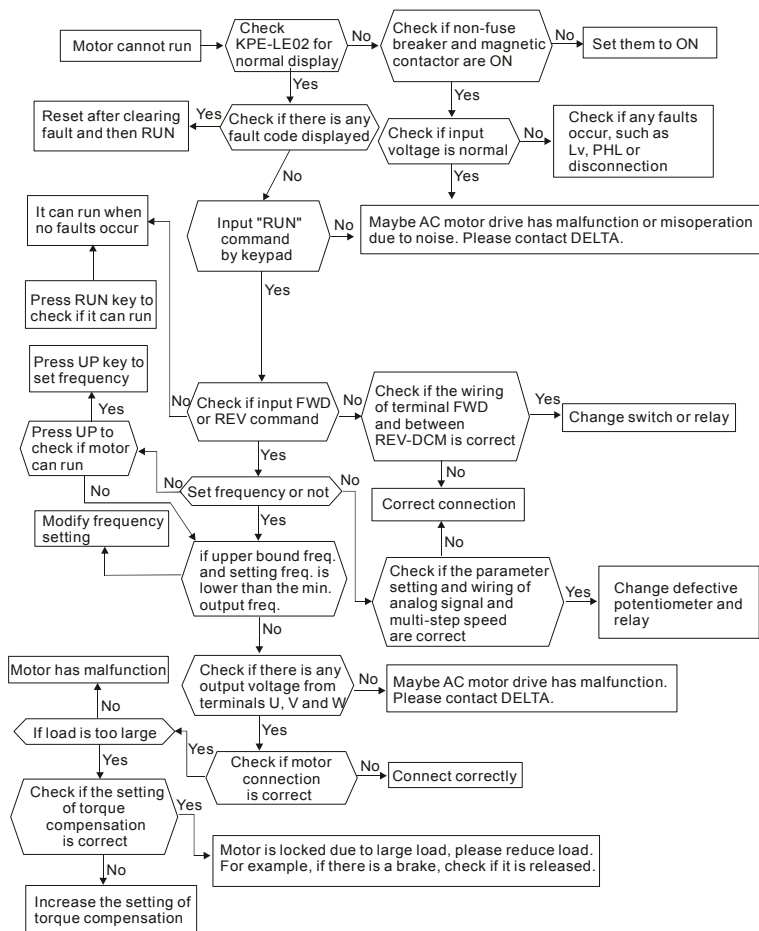 Motor cannot run
Check
KPE-LE02 for
normal display
No
Check if non-fuse
breaker and magnetic
contactor are ON
No
Set them to ON
Yes
Yes
Reset after clearing
fault and then RUN
Yes
Check if there is any
fault code displayed
Check if input
voltage is normal
No
Check if any faults
occur, such as
Lv, PHL or
disconnection
No
Yes
It can run when
no faults occur
Input "RUN"
command
by keypad
No
Maybe AC motor drive has malfunction or misoperation
due to noise. Please contact DELTA.
Press RUN key to
check if it can run
Yes
Press UP key to
set frequency
No
Check if input FWD
or REV command
No
Check if the wiring
of terminal FWD
and between
REV-DCM is correct
Yes
Change switch or relay
Yes
Press UP to
check if motor
can run
Yes
No
No
Set frequency or not
No
No
Correct connection
Modify frequency
setting
Yes
No
if upper bound freq.
and setting freq. is
lower than the min.
output freq.
Check if the parameter
setting and wiring of
analog signal and
multi-step speed
are correct
Yes
Change defective
potentiometer and
relay
No
Motor has malfunction
Check if there is any
output voltage from
terminals U, V and W
No
Maybe AC motor drive has malfunction.
Please contact DELTA.
No
If load is too large
Yes
Yes
Yes
Check if motor
connection
is correct
No
Connect correctly
Check if the setting
of torque
compensation
is correct
Yes
Motor is locked due to large load, please reduce load.
For example, if there is a brake, check if it is released.
No
Increase the setting of
torque compensation